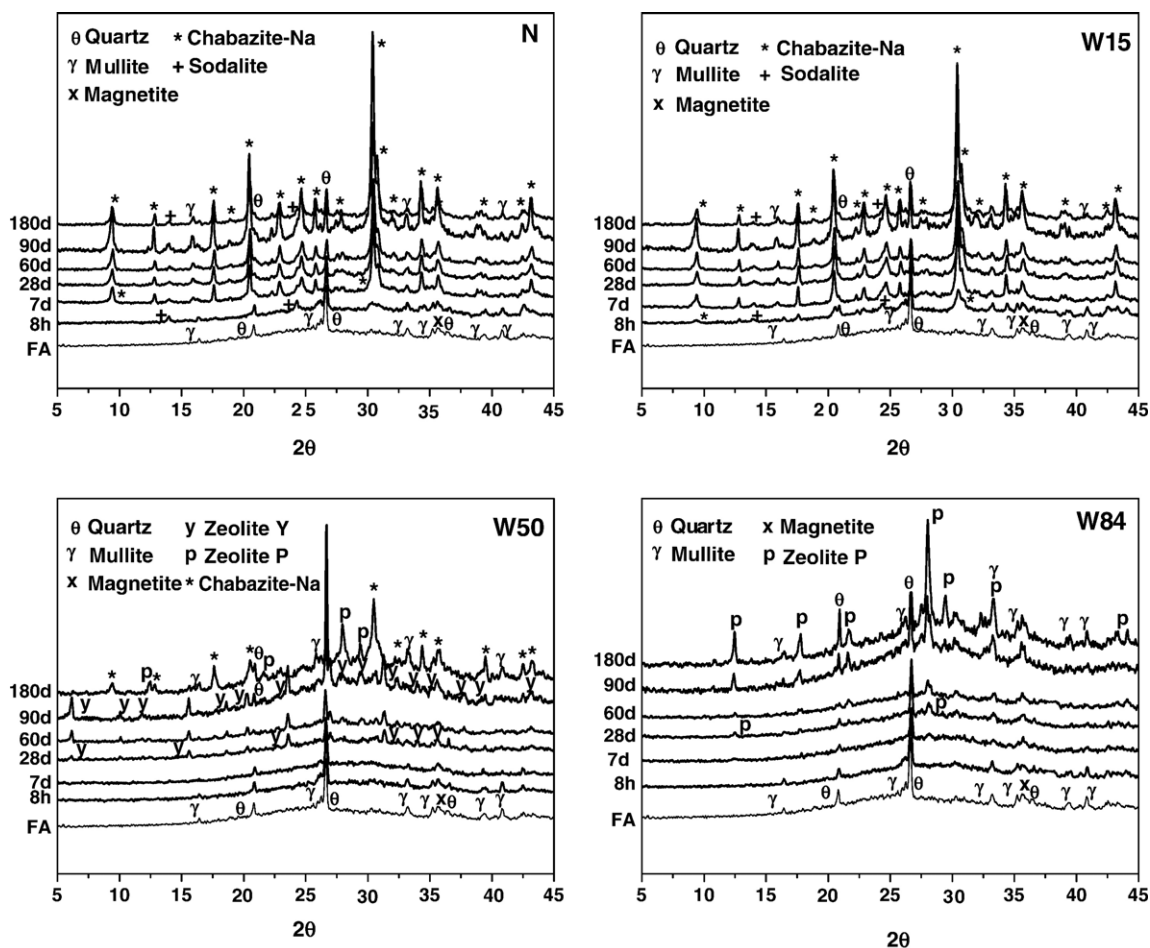 N
θ Quartz * Chabazite-Na
γ Mullite + Sodalite
x Magnetite
180d
90d
60d
28d
7d
8h
FA
5 10 15 20 25 30 35 40 45
2θ
W15
θ Quartz * Chabazite-Na
γ Mullite + Sodalite
x Magnetite
180d
90d
60d
28d
7d
8h
FA
5 10 15 20 25 30 35 40 45
2θ
W50
θ Quartz y Zeolite Y
γ Mullite p Zeolite P
x Magnetite * Chabazite-Na
180d
90d
60d
28d
7d
8h
FA
5 10 15 20 25 30 35 40 45
2θ
W84
θ Quartz x Magnetite
γ Mullite p Zeolite P
180d
90d
60d
28d
7d
8h
FA
5 10 15 20 25 30 35 40 45
2θ